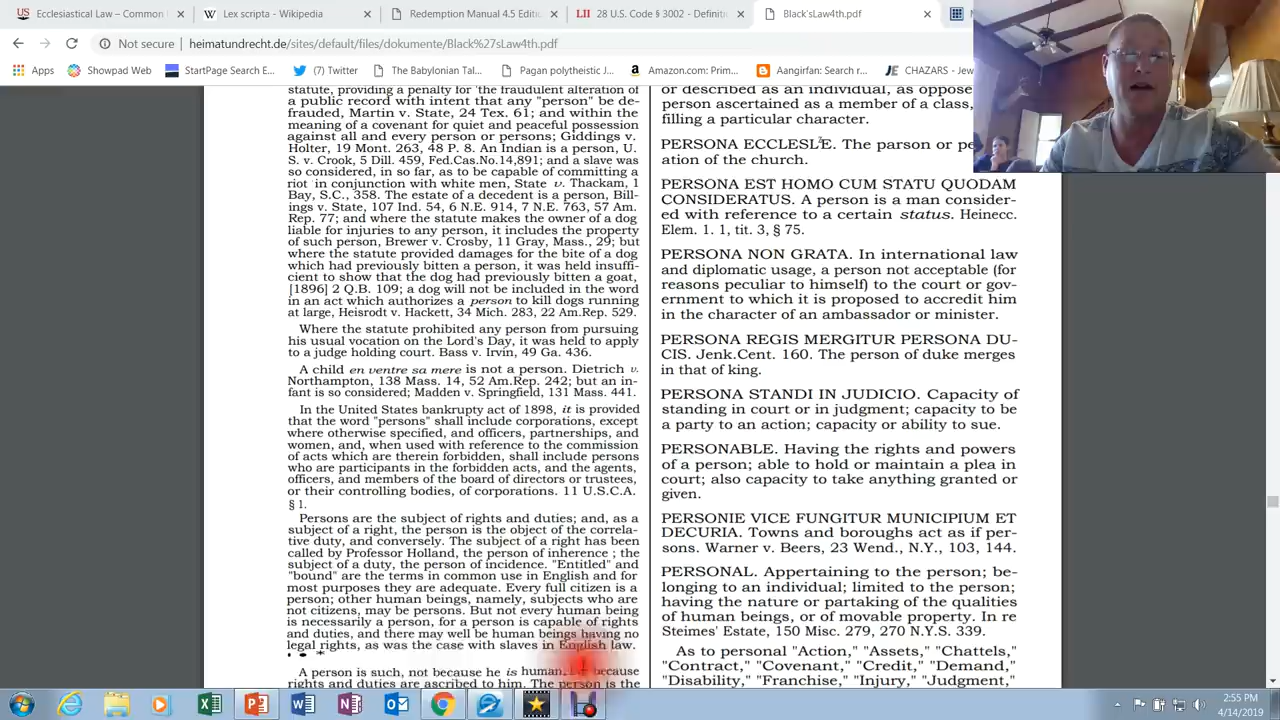 Ecclesiastical Law – Common
Lex scripta - Wikipedia
Redemption Manual 4.5 Editi
28 U.S. Code § 3002 - Definiti
Black'sLaw4th.pdf
Not secure
heimatundrecht.de/sites/default/files/dokumente/Black%27sLaw4th.pdf
Apps
Showpad Web
StartPage Search E...
(7) Twitter
The Babylonian Tal...
Pagan polytheistic J...
Amazon.com: Prim...
Aangirfan: Search r...
CHAZARS - Jew
statute, providing a penalty for 'the fraudulent alteration of
a public record with intent that any "person" be de-
frauded, Martin v. State, 24 Tex. 61; and within the
meaning of a covenant for quiet and peaceful possession
against all and every person or persons; Giddings v.
Holter, 19 Mont. 263, 48 P. 8. An Indian is a person, U.
S. v. Crook, 5 Dill. 459, Fed.Cas.No.14,891; and a slave was
so considered, in so far, as to be capable of committing a
riot in conjunction with white men, State v. Thackam, 1
Bay, S.C., 358. The estate of a decedent is a person, Bill-
ings v. State, 107 Ind. 54, 6 N.E. 914, 7 N.E. 763, 57 Am.
Rep. 77; and where the statute makes the owner of a dog
liable for injuries to any person, it includes the property
of such person, Brewer v. Crosby, 11 Gray, Mass., 29; but
where the statute provided damages for the bite of a dog
which had previously bitten a person, it was held insuffi-
cient to show that the dog had previously bitten a goat,
[1896] 2 Q.B. 109; a dog will not be included in the word
in an act which authorizes a person to kill dogs running
at large, Heisrodt v. Hackett, 34 Mich. 283, 22 Am.Rep. 529.
Where the statute prohibited any person from pursuing
his usual vocation on the Lord's Day, it was held to apply
to a judge holding court. Bass v. Irvin, 49 Ga. 436.
A child en ventre sa mere is not a person. Dietrich v.
Northampton, 138 Mass. 14, 52 Am.Rep. 242; but an in-
fant is so considered; Madden v. Springfield, 131 Mass. 441.
In the United States bankrupty act of 1898, it is provided
that the word "persons" shall include corporations, except
where otherwise specified, and officers, partnerships, and
women, and, when used with reference to the commission
of acts which are therein forbidden, shall include persons
who are participants in the forbidden acts, and the agents,
officers, and members of the board of directors or trustees,
or their controlling bodies, of corporations. 11 U.S.C.A.
§ 1.
Persons are the subject of rights and duties; and, as a
subject of a right, the person is the object of the correla-
tive duty, and conversely. The subject of a right has been
called by Professor Holland, the person of inherence ; the
subject of a duty, the person of incidence. "Entitled" and
"bound" are the terms in common use in English and for
most purposes they are adequate. Every full citizen is a
person; other human beings, namely, subjects who are
not citizens, may be persons. But not every human being
is necessarily a person, for a person is capable of rights
and duties, and there may well be human beings having no
legal rights, as was the case with slaves in English law.
• • *
A person is such, not because he is human, but because
rights and duties are ascribed to him. The person is the
or described as an individual, as oppose
person ascertained as a member of a class,
filling a particular character.
PERSONA ECCLESLE. The parson or pe
ation of the church.
PERSONA EST HOMO CUM STATU QUODAM
CONSIDERATUS. A person is a man consider-
ed with reference to a certain status. Heinecc.
Elem. 1. 1, tit. 3, § 75.
PERSONA NON GRATA. In international law
and diplomatic usage, a person not acceptable (for
reasons peculiar to himself) to the court or gov-
ernment to which it is proposed to accredit him
in the character of an ambassador or minister.
PERSONA REGIS MERGITUR PERSONA DU-
CIS. Jenk.Cent. 160. The person of duke merges
in that of king.
PERSONA STANDI IN JUDICIO. Capacity of
standing in court or in judgment; capacity to be
a party to an action; capacity or ability to sue.
PERSONABLE. Having the rights and powers
of a person; able to hold or maintain a plea in
court; also capacity to take anything granted or
given.
PERSONIE VICE FUNGITUR MUNICIPIUM ET
DECURIA. Towns and boroughs act as if per-
sons. Warner v. Beers, 23 Wend., N.Y., 103, 144.
PERSONAL. Appertaining to the person; be-
longing to an individual; limited to the person;
having the nature or partaking of the qualities
of human beings, or of movable property. In re
Steimes' Estate, 150 Misc. 279, 270 N.Y.S. 339.
As to personal "Action," "Assets," "Chattels,"
"Contract," "Covenant," "Credit," "Demand,"
"Disability," "Franchise," "Injury," "Judgment,"
2:55 PM
4/14/2019